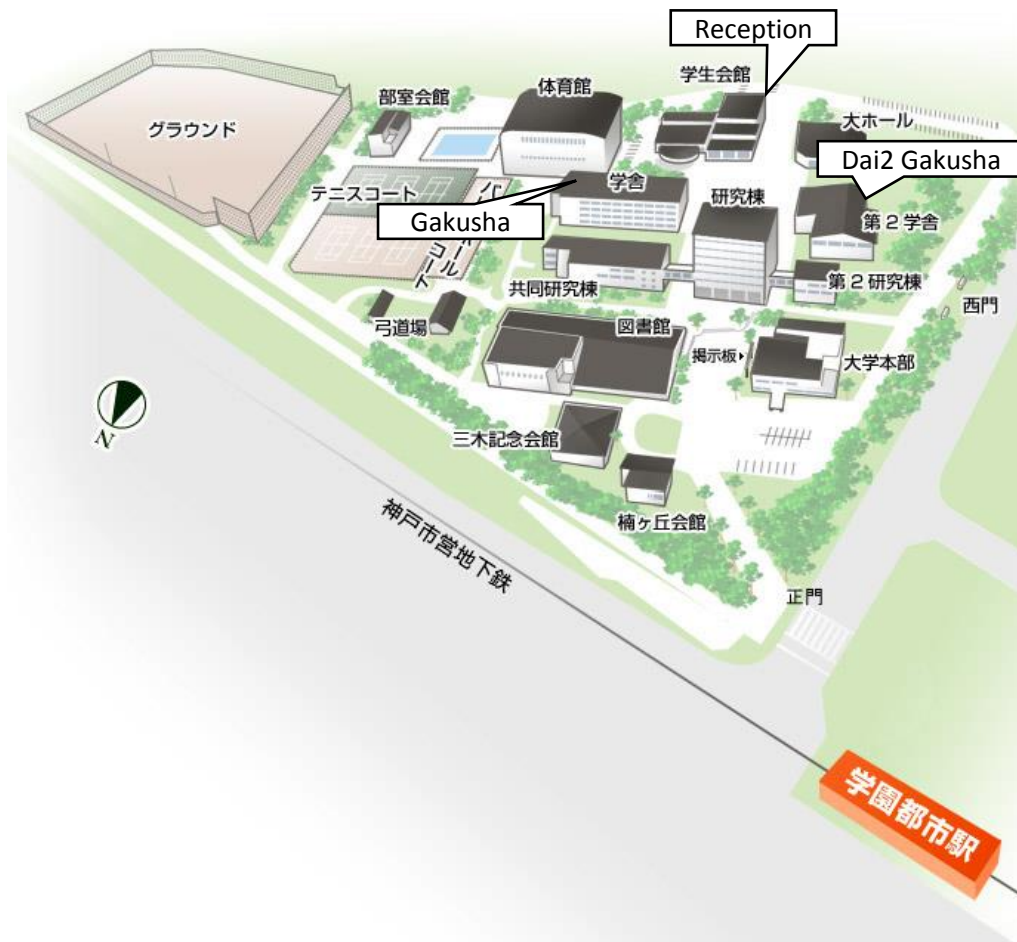 Reception
学生会館
体育館
部室会館
グラウンド
大ホール
Dai2 Gakusha
学舎
テニスコート
Gakusha
研究棟
第2学舎
共同研究棟
第2研究棟
西門
弓道場
図書館
掲示板
大学本部
N
三木記念会館
楠ヶ丘会館
神戸市営地下鉄
正門
学園都市駅